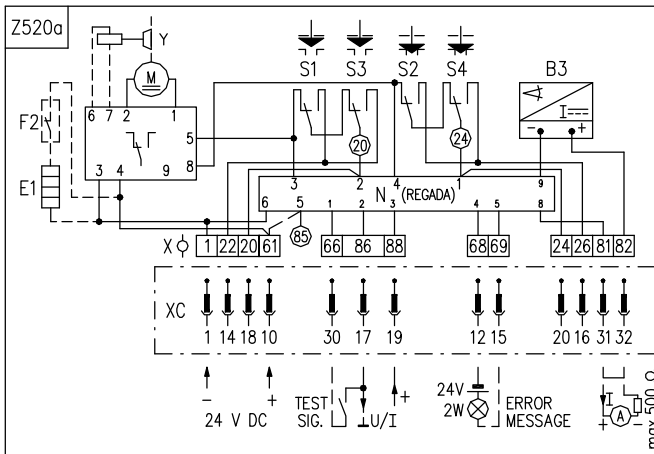 Z520a
Y
S1 S3 S2 S4 B3
M
6 7 2 1
F2
5
8
3 4 9
E1
I
- +
20
24
3 2 4 1 9
N (REGADA)
6 5 1 2 3 4 5 8
85
X 1 22 20 61 66 86 88 68 69 24 26 81 82
XC
1 14 18 10 30 17 19 12 15 20 16 31 32
- +
24 V DC
TEST
SIG.
U/I
+
24V
2W
ERROR
MESSAGE
I
A
+ -
max 500 Ω